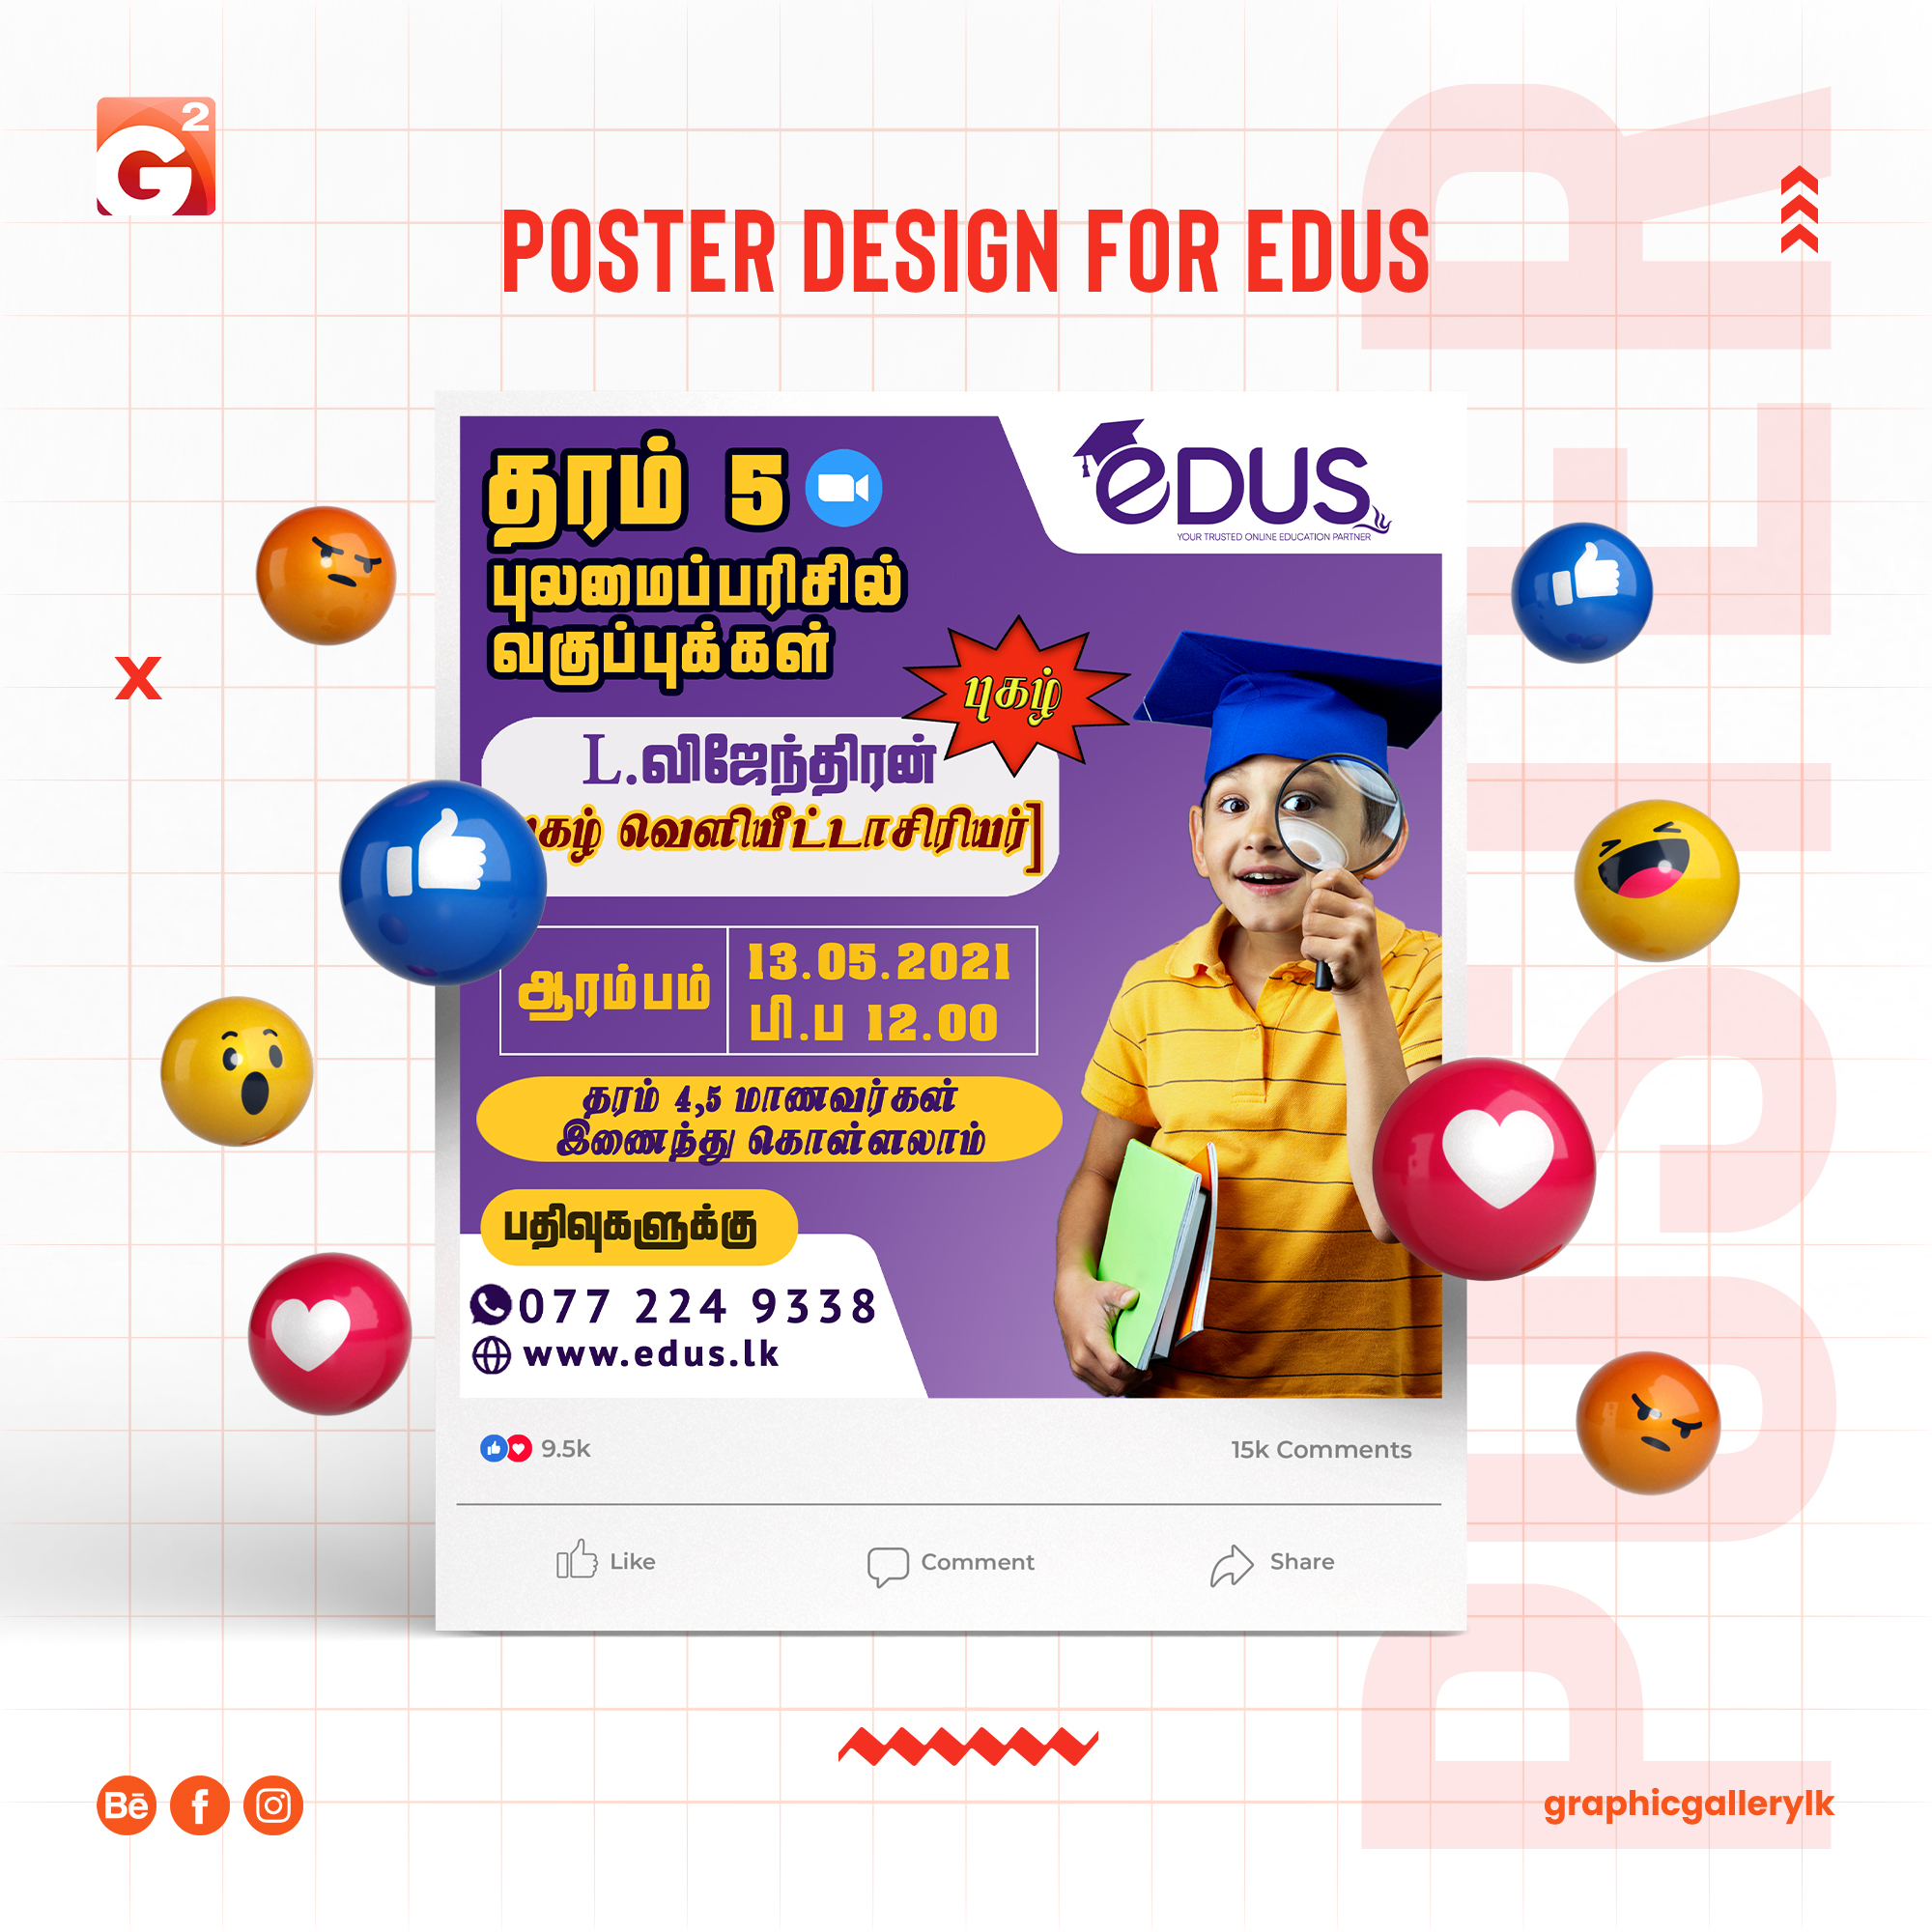 G2
POSTER DESIGN FOR EDUS
POSTER
தரம் 5
புலமைப்பரிசில்
வகுப்புக்கள்
eDUS
YOUR TRUSTED ONLINE EDUCATION PARTNER
புகழ்
L.விஜேந்திரன்
வெளியீட்டாசிரியர்]
ஆரம்பம்
13.05.2021
பி.ப 12.00
தரம் 4,5 மாணவர்கள்
இணைந்து கொள்ளலாம்
பதிவுகளுக்கு
077 224 9338
www.edus.lk
9.5k
15k Comments
Like
Comment
Share
x
Bē f
graphicgallerylk